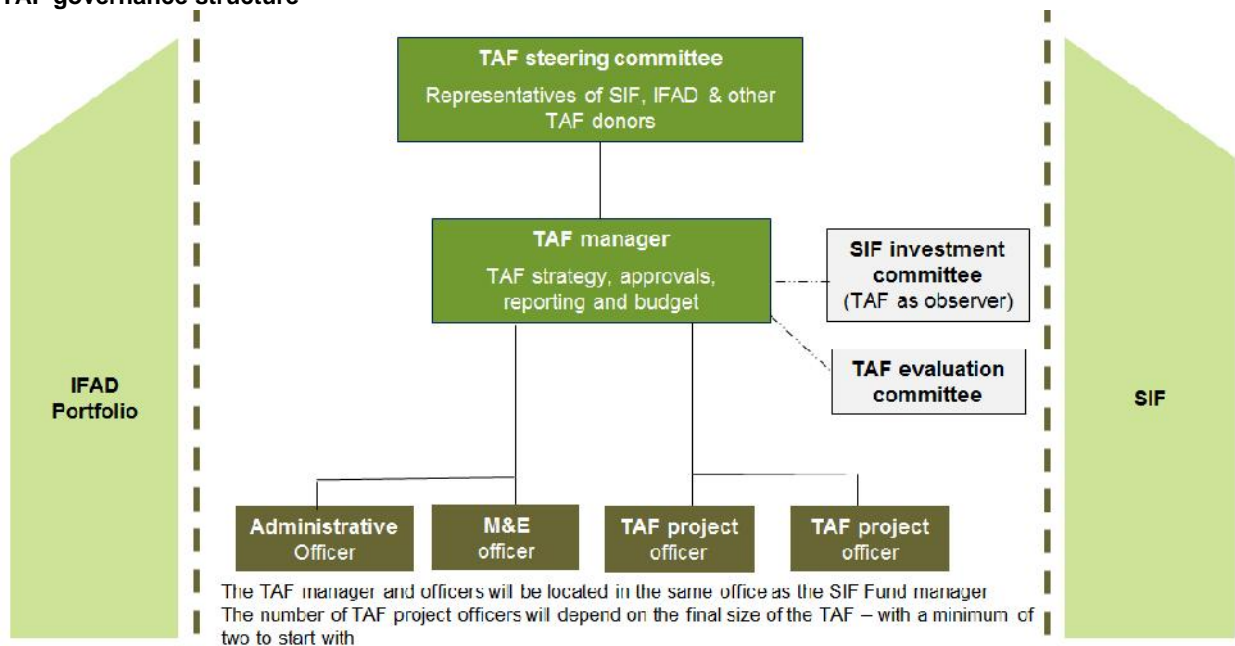 TAF governance structure
TAF steering committee
Representatives of SIF, IFAD & other
TAF donors
TAF manager
TAF strategy, approvals,
reporting and budget
SIF investment
committee
(TAF as observer)
TAF evaluation
committee
IFAD
Portfolio
SIF
Administrative
Officer
M&E
officer
TAF project
officer
TAF project
officer
The TAF manager and officers will be located in the same office as the SIF Fund manager
The number of TAF project officers will depend on the final size of the TAF – with a minimum of
two to start with